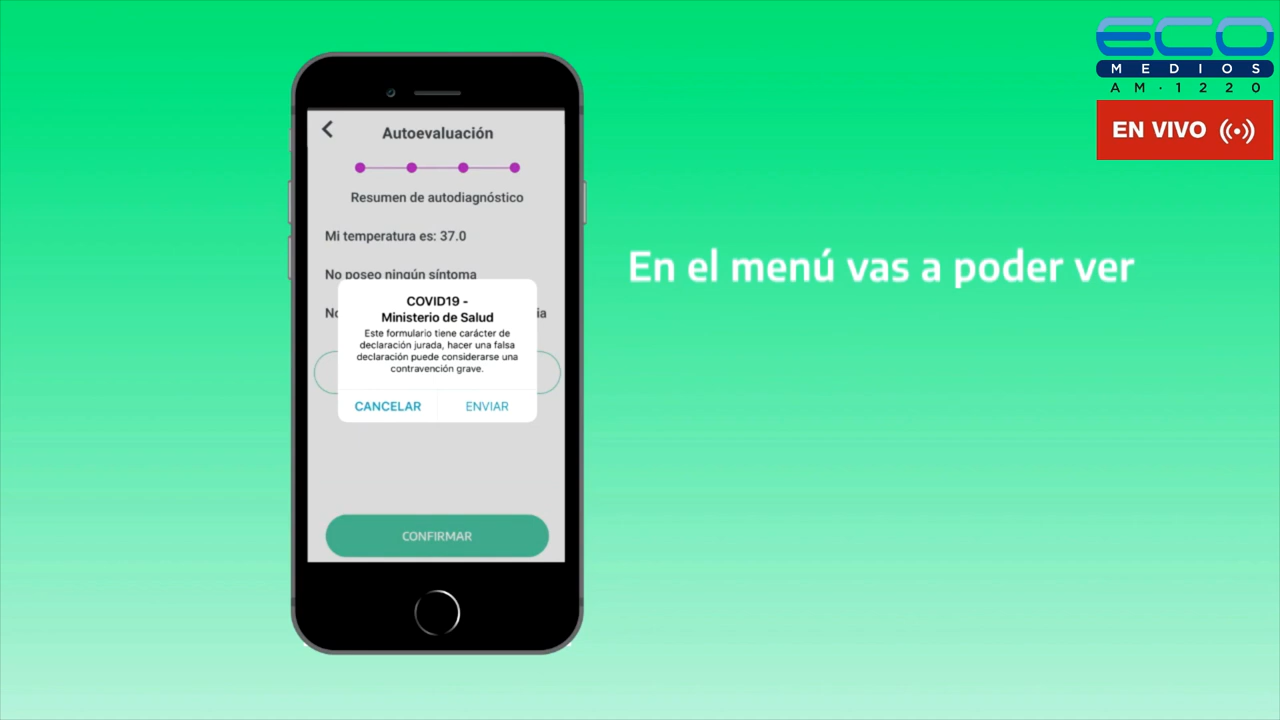 ECO
MEDIOS
AM·1220
EN VIVO
Autoevaluación
Resumen de autodiagnóstico
Mi temperatura es: 37.0
No poseo ningún síntoma
COVID19 -
Ministerio de Salud
Este formulario tiene carácter de
declaración jurada, hacer una falsa
declaración puede considerarse una
contravención grave.
CANCELAR ENVIAR
CONFIRMAR
En el menú vas a poder ver